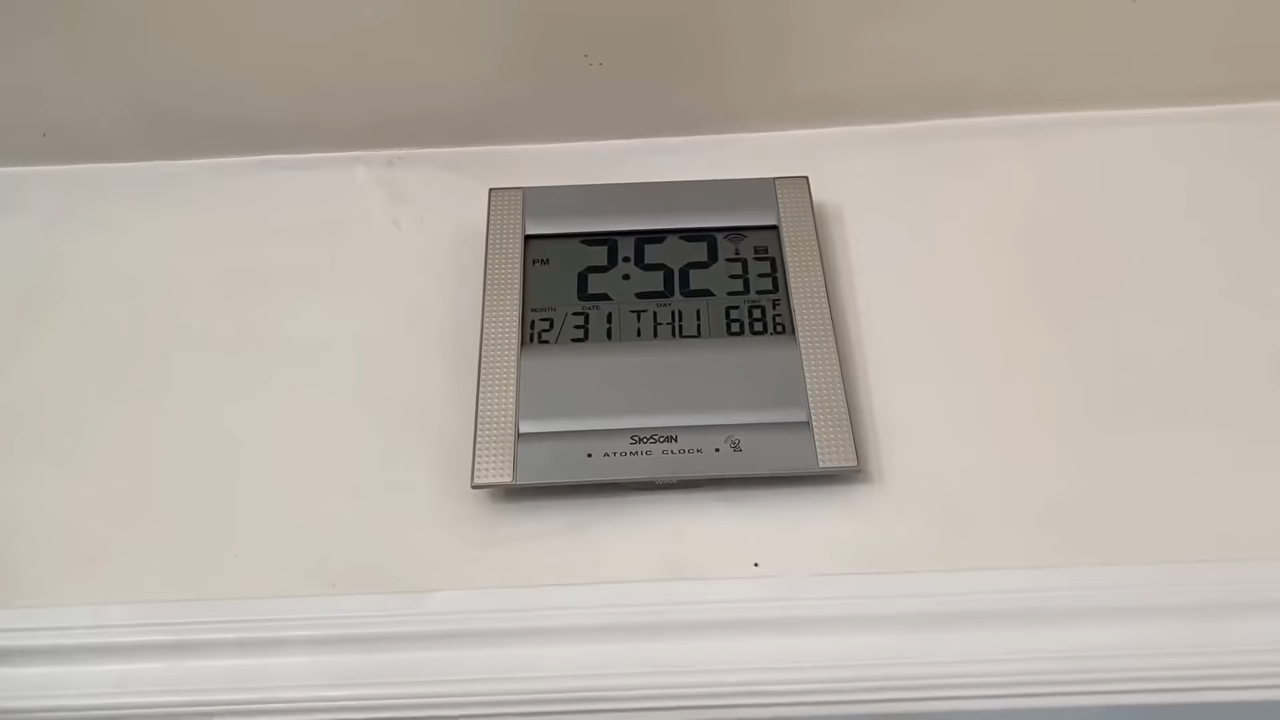 PM 2:52 33
MONTH DATE DAY TEMP F
12/31 THU 68.6
SKYSCAN
ATOMIC CLOCK